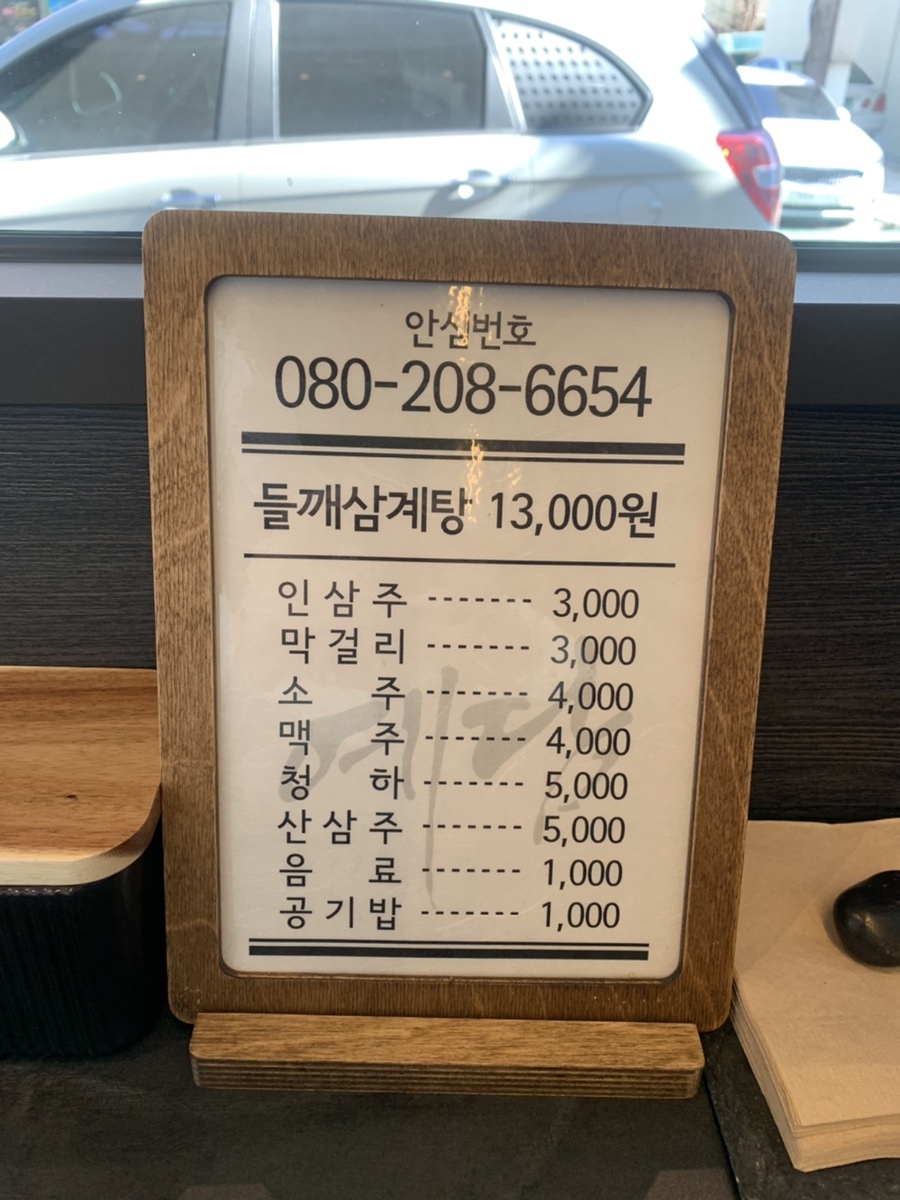 안심번호
080-208-6654
들깨삼계탕 13,000원
인삼주 ------- 3,000
막걸리 ------- 3,000
소주 ------- 4,000
맥주 ------- 4,000
청하 ------- 5,000
산삼주 ------- 5,000
음료 ------- 1,000
공기밥 ------- 1,000